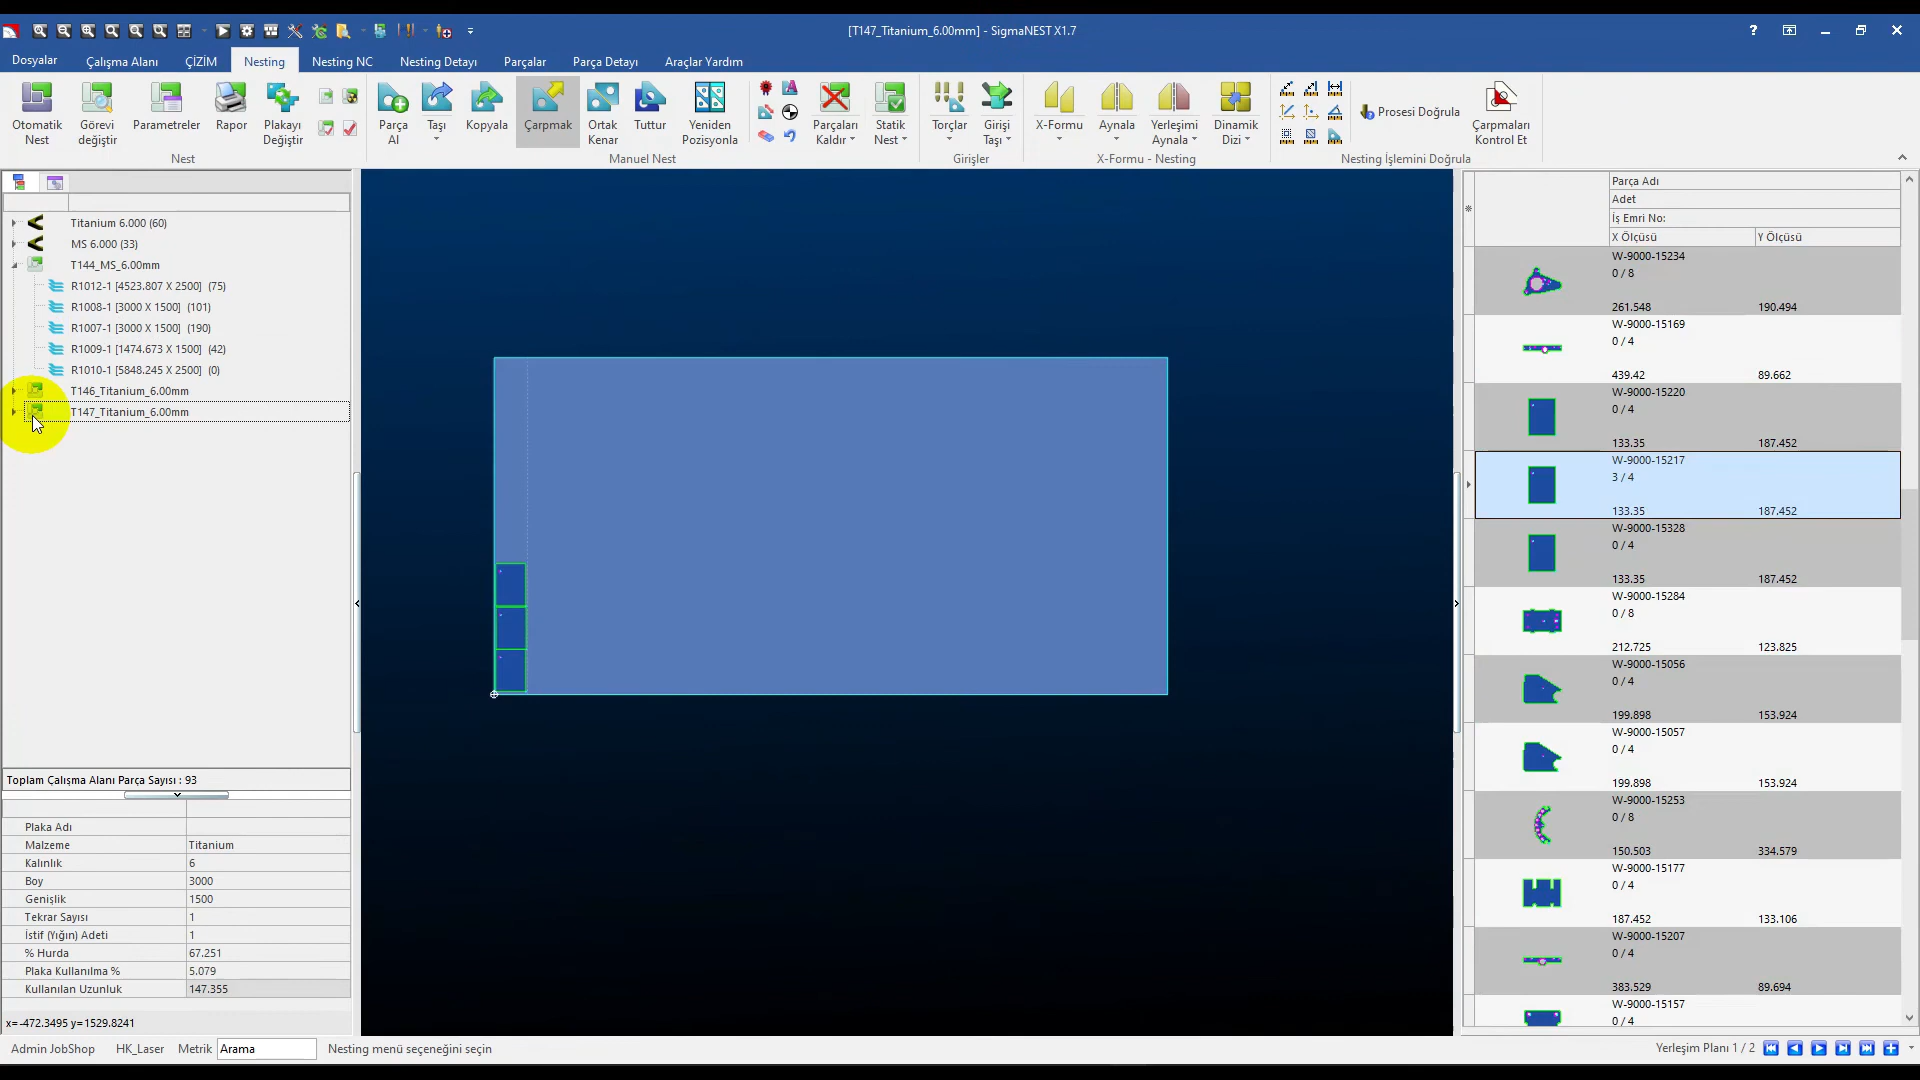 [T147_Titanium_6.00mm] - SigmaNEST X1.7
Dosyalar
Çalışma Alanı
ÇİZİM
Nesting
Nesting NC
Nesting Detayı
Parçalar
Parça Detayı
Araçlar Yardım
Otomatik Nest
Görevi değiştir
Parametreler
Rapor
Plakayı Değiştir
Parça Al
Taşı
Kopyala
Çarpmak
Ortak Kenar
Tuttur
Yeniden Pozisyonla
Parçaları Kaldır
Statik Nest
Torçlar
Girişi Taşı
X-Formu
Aynala
Yerleşimi Aynala
Dinamik Dizi
Prosesi Doğrula
Çarpmaları Kontrol Et
Nest
Manuel Nest
Girişler
X-Formu - Nesting
Nesting İşlemini Doğrula
Titanium 6.000 (60)
MS 6.000 (33)
T144_MS_6.00mm
R1012-1 [4523.807 X 2500] (75)
R1008-1 [3000 X 1500] (101)
R1007-1 [3000 X 1500] (190)
R1009-1 [1474.673 X 1500] (42)
R1010-1 [5848.245 X 2500] (0)
T146_Titanium_6.00mm
T147_Titanium_6.00mm
Toplam Çalışma Alanı Parça Sayısı : 93
Plaka Adı
Malzeme Titanium
Kalınlık 6
Boy 3000
Genişlik 1500
Tekrar Sayısı 1
İstif (Yığın) Adeti 1
% Hurda 67.251
Plaka Kullanılma % 5.079
Kullanılan Uzunluk 147.355
x=-472.3495 y=1529.8241
Parça Adı
Adet
İş Emri No:
X Ölçüsü Y Ölçüsü
W-9000-15234
0 / 8
261.548 190.494
W-9000-15169
0 / 4
439.42 89.662
W-9000-15220
0 / 4
133.35 187.452
W-9000-15217
3 / 4
133.35 187.452
W-9000-15328
0 / 4
133.35 187.452
W-9000-15284
0 / 8
212.725 123.825
W-9000-15056
0 / 4
199.898 153.924
W-9000-15057
0 / 4
199.898 153.924
W-9000-15253
0 / 8
150.503 334.579
W-9000-15177
0 / 4
187.452 133.106
W-9000-15207
0 / 4
383.529 89.694
W-9000-15157
0 / 4
Admin JobShop HK_Laser Metrik Arama Nesting menü seçeneğini seçin Yerleşim Planı 1 / 2